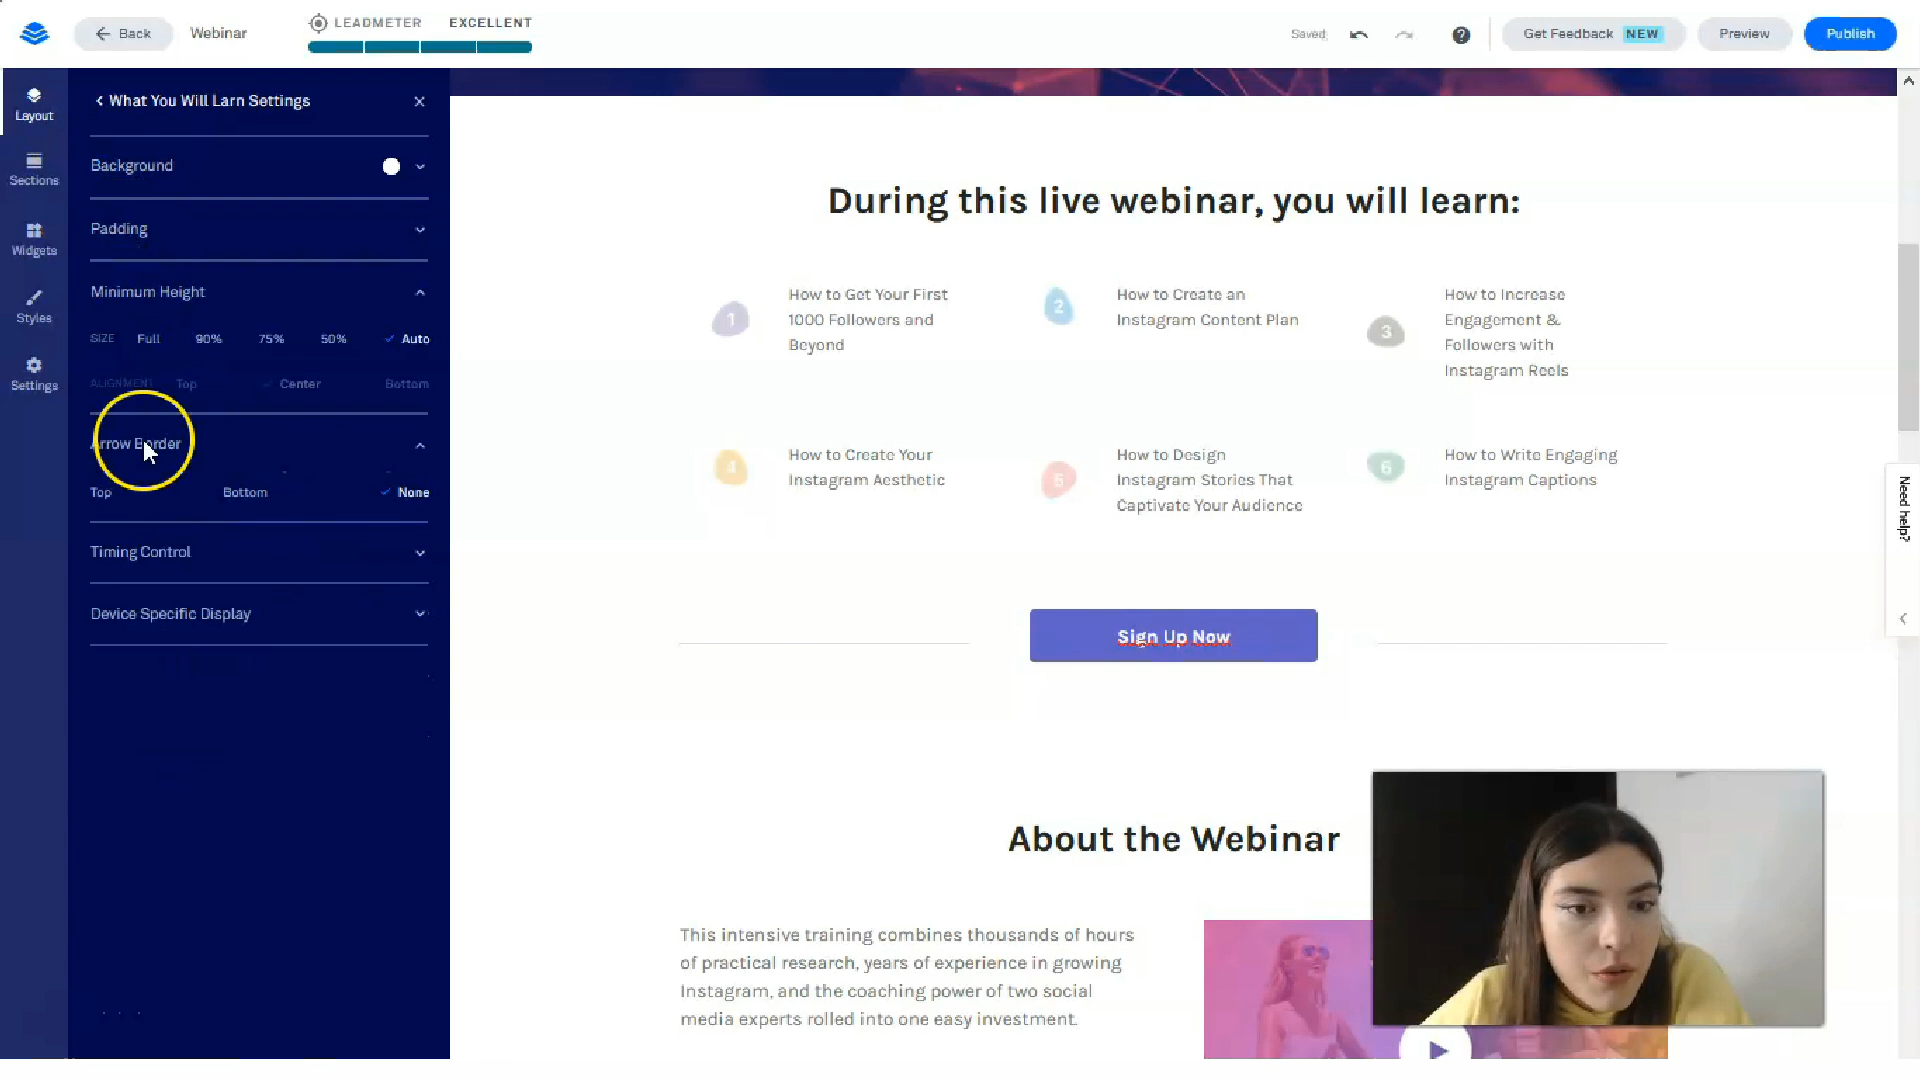 Back
Webinar
LEADMETER EXCELLENT
Saved
Get Feedback NEW
Preview
Publish
Layout
Sections
Widgets
Styles
Settings
What You Will Larn Settings
Background
Padding
Minimum Height
SIZE Full 90% 75% 50% Auto
ALIGNMENT Top Center Bottom
Arrow Border
Top Bottom None
Timing Control
Device Specific Display
During this live webinar, you will learn:
1
How to Get Your First
1000 Followers and
Beyond
2
How to Create an
Instagram Content Plan
3
How to Increase
Engagement &
Followers with
Instagram Reels
4
How to Create Your
Instagram Aesthetic
5
How to Design
Instagram Stories That
Captivate Your Audience
6
How to Write Engaging
Instagram Captions
Sign Up Now
About the Webinar
This intensive training combines thousands of hours
of practical research, years of experience in growing
Instagram, and the coaching power of two social
media experts rolled into one easy investment.
Need help?